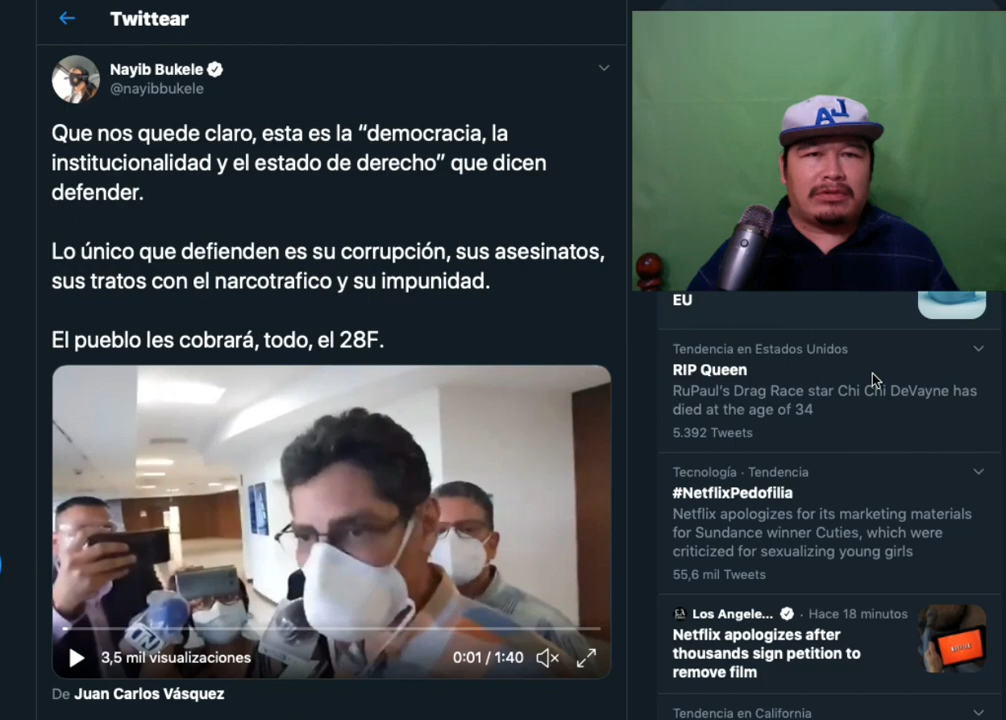 Twittear
Nayib Bukele
@nayibbukele
Que nos quede claro, esta es la “democracia, la
institucionalidad y el estado de derecho” que dicen
defender.
Lo único que defienden es su corrupción, sus asesinatos,
sus tratos con el narcotrafico y su impunidad.
El pueblo les cobrará, todo, el 28F.
3,5 mil visualizaciones
0:01 / 1:40
De Juan Carlos Vásquez
AJ
EU
Tendencia en Estados Unidos
RIP Queen
RuPaul's Drag Race star Chi Chi DeVayne has
died at the age of 34
5.392 Tweets
Tecnología · Tendencia
#NetflixPedofilia
Netflix apologizes for its marketing materials
for Sundance winner Cuties, which were
criticized for sexualizing young girls
55,6 mil Tweets
Los Angele... · Hace 18 minutos
Netflix apologizes after
thousands sign petition to
remove film
NETFLIX
Tendencia en California